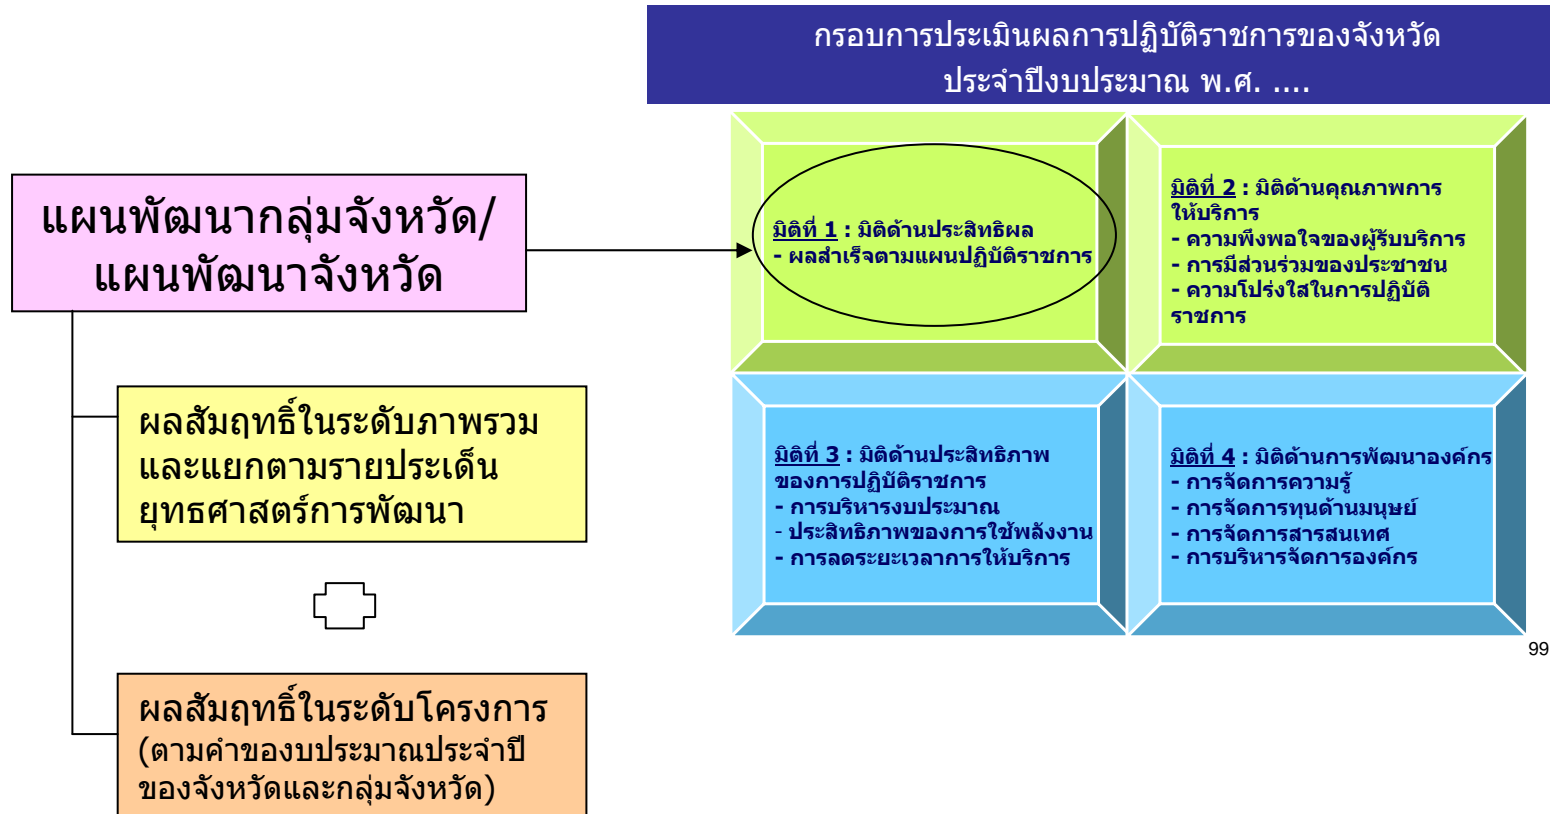 กรอบการประเมินผลการปฏิบัติราชการของจังหวัด
ประจำปีงบประมาณ พ.ศ. ....
แผนพัฒนากลุ่มจังหวัด/
แผนพัฒนาจังหวัด
มิติที่ 1 : มิติด้านประสิทธิผล
- ผลสำเร็จตามแผนปฏิบัติราชการ
มิติที่ 2 : มิติด้านคุณภาพการ
ให้บริการ
- ความพึงพอใจของผู้รับบริการ
- การมีส่วนร่วมของประชาชน
- ความโปร่งใสในการปฏิบัติ
ราชการ
ผลสัมฤทธิ์ในระดับภาพรวม
และแยกตามรายประเด็น
ยุทธศาสตร์การพัฒนา
มิติที่ 3 : มิติด้านประสิทธิภาพ
ของการปฏิบัติราชการ
- การบริหารงบประมาณ
- ประสิทธิภาพของการใช้พลังงาน
- การลดระยะเวลาการให้บริการ
มิติที่ 4 : มิติด้านการพัฒนาองค์กร
- การจัดการความรู้
- การจัดการทุนด้านมนุษย์
- การจัดการสารสนเทศ
- การบริหารจัดการองค์กร
99
ผลสัมฤทธิ์ในระดับโครงการ
(ตามคำของบประมาณประจำปี
ของจังหวัดและกลุ่มจังหวัด)